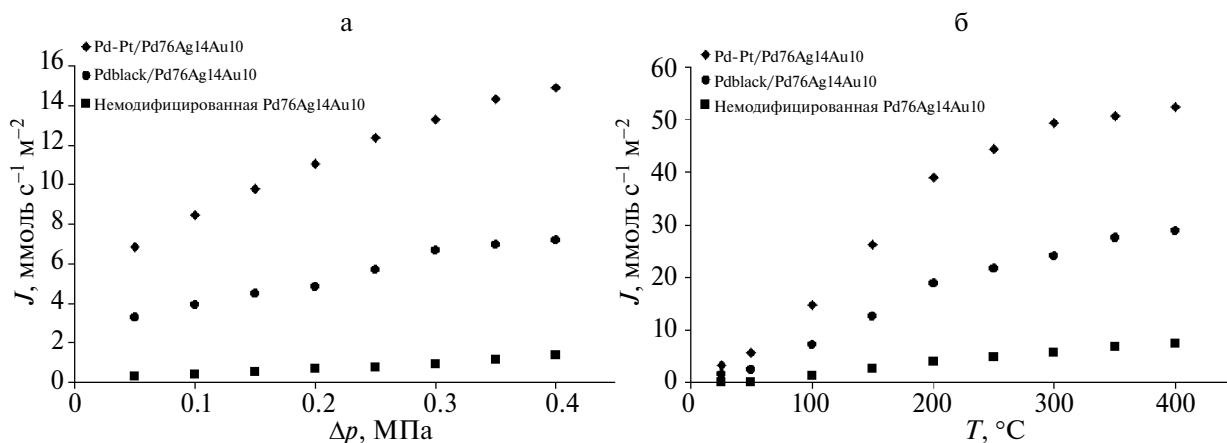 а
Pd-Pt/Pd76Ag14Au10
Pdblack/Pd76Ag14Au10
Немодифицированная Pd76Ag14Au10
16
14
12
10
8
6
4
2
0
J, ммоль с⁻¹ м⁻²
0
0.1
0.2
0.3
0.4
Δp, МПа
б
Pd-Pt/Pd76Ag14Au10
Pdblack/Pd76Ag14Au10
Немодифицированная Pd76Ag14Au10
60
50
40
30
20
10
0
J, ммоль с⁻¹ м⁻²
0
100
200
300
400
T, °C